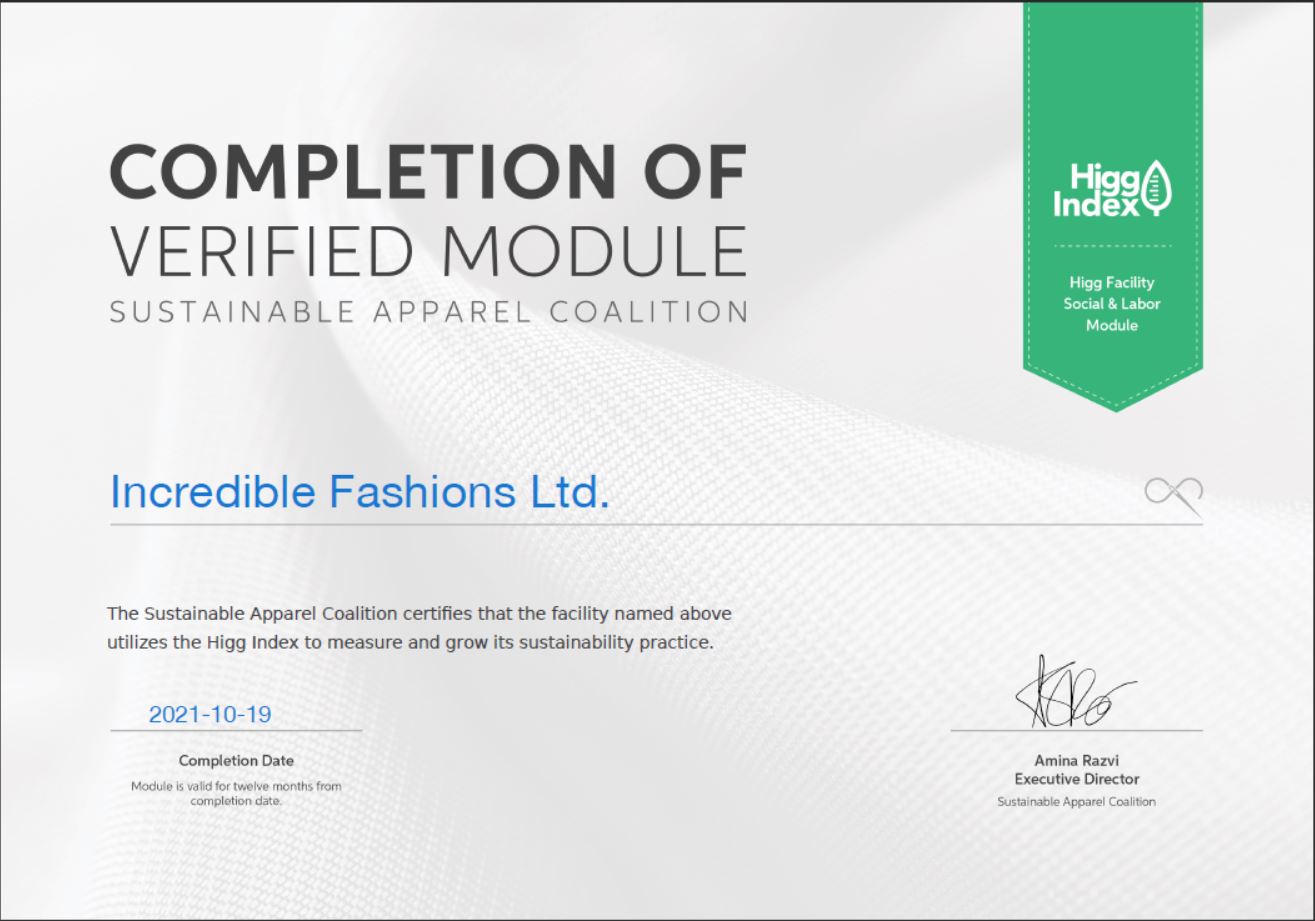 COMPLETION OF
VERIFIED MODULE
SUSTAINABLE APPAREL COALITION
Higg
Index
Higg Facility
Social & Labor
Module
Incredible Fashions Ltd.
The Sustainable Apparel Coalition certifies that the facility named above
utilizes the Higg Index to measure and grow its sustainability practice.
2021-10-19
Completion Date
Module is valid for twelve months from
completion date.
Amina Razvi
Executive Director
Sustainable Apparel Coalition